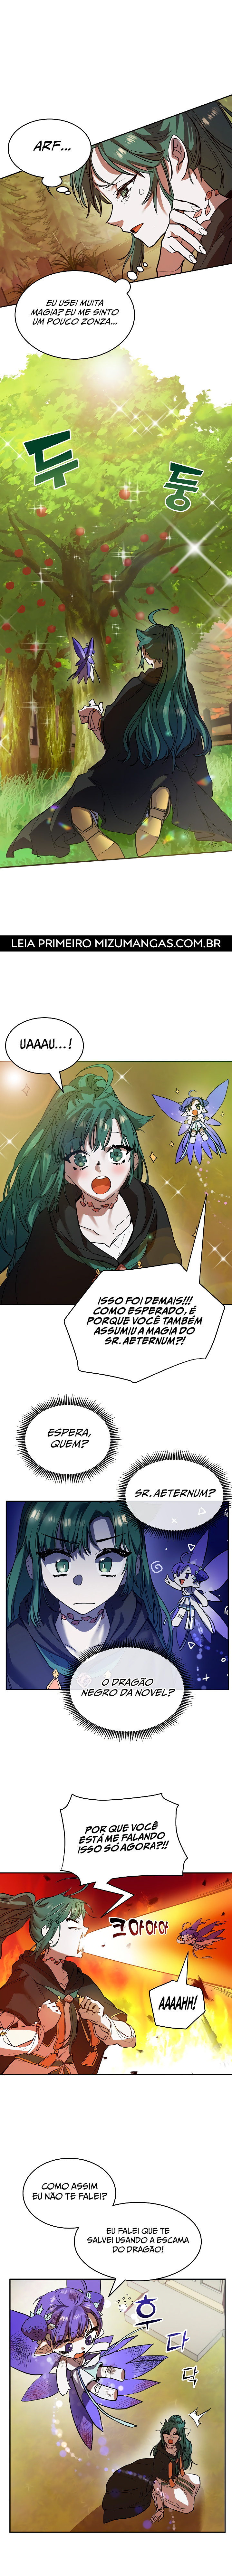 ARF...
EU USEI MUITA
MAGIA? EU ME SINTO
UM POUCO ZONZA...
두
둥
LEIA PRIMEIRO MIZUMANGAS.COM.BR
UAAAU...!
ISSO FOI DEMAIS!!!
COMO ESPERADO, É
PORQUE VOCÊ TAMBÉM
ASSUMIU A MAGIA DO
SR. AETERNUM?!
ESPERA,
QUEM?
SR. AETERNUM?
O DRAGÃO
NEGRO DA NOVEL?
POR QUE VOCÊ
ESTÁ ME FALANDO
ISSO SÓ AGORA?!!
크아아아
AAAAHH!
COMO ASSIM
EU NÃO TE FALEI?
EU FALEI QUE TE
SALVEI USANDO A ESCAMA
DO DRAGÃO!
후
다
닥